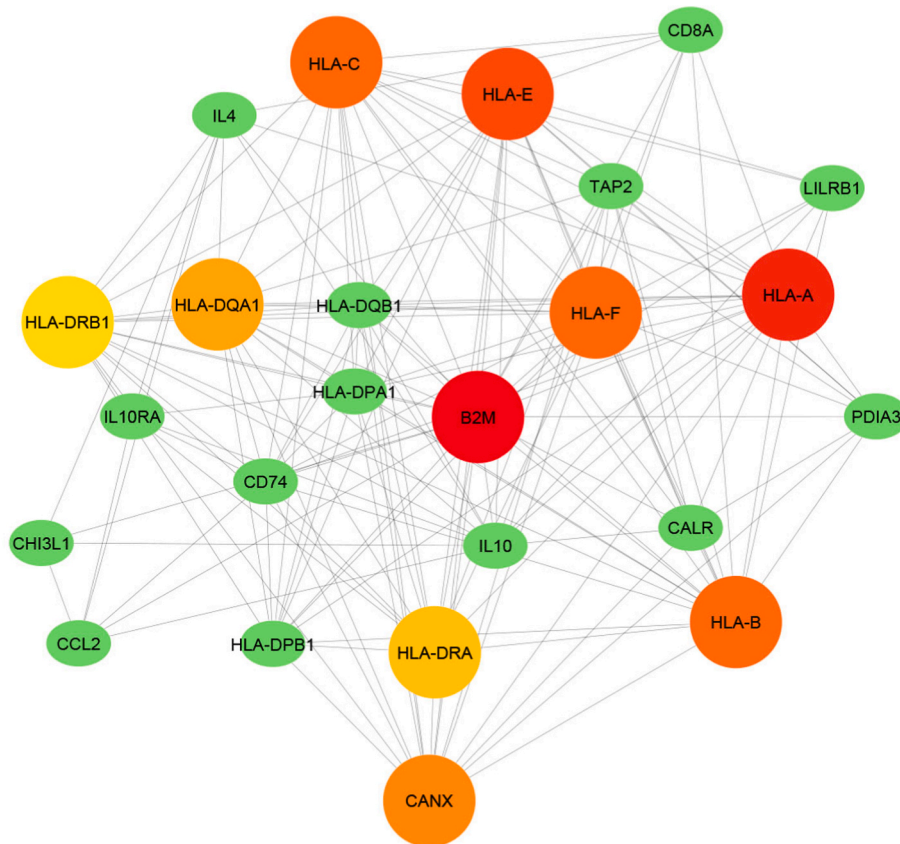 CD8A
HLA-C
HLA-E
IL4
TAP2
LILRB1
HLA-A
HLA-DQA1
HLA-DQB1
HLA-F
HLA-DRB1
HLA-DPA1
IL10RA
B2M
PDIA3
CD74
CALR
CHI3L1
IL10
HLA-B
CCL2
HLA-DPB1
HLA-DRA
CANX